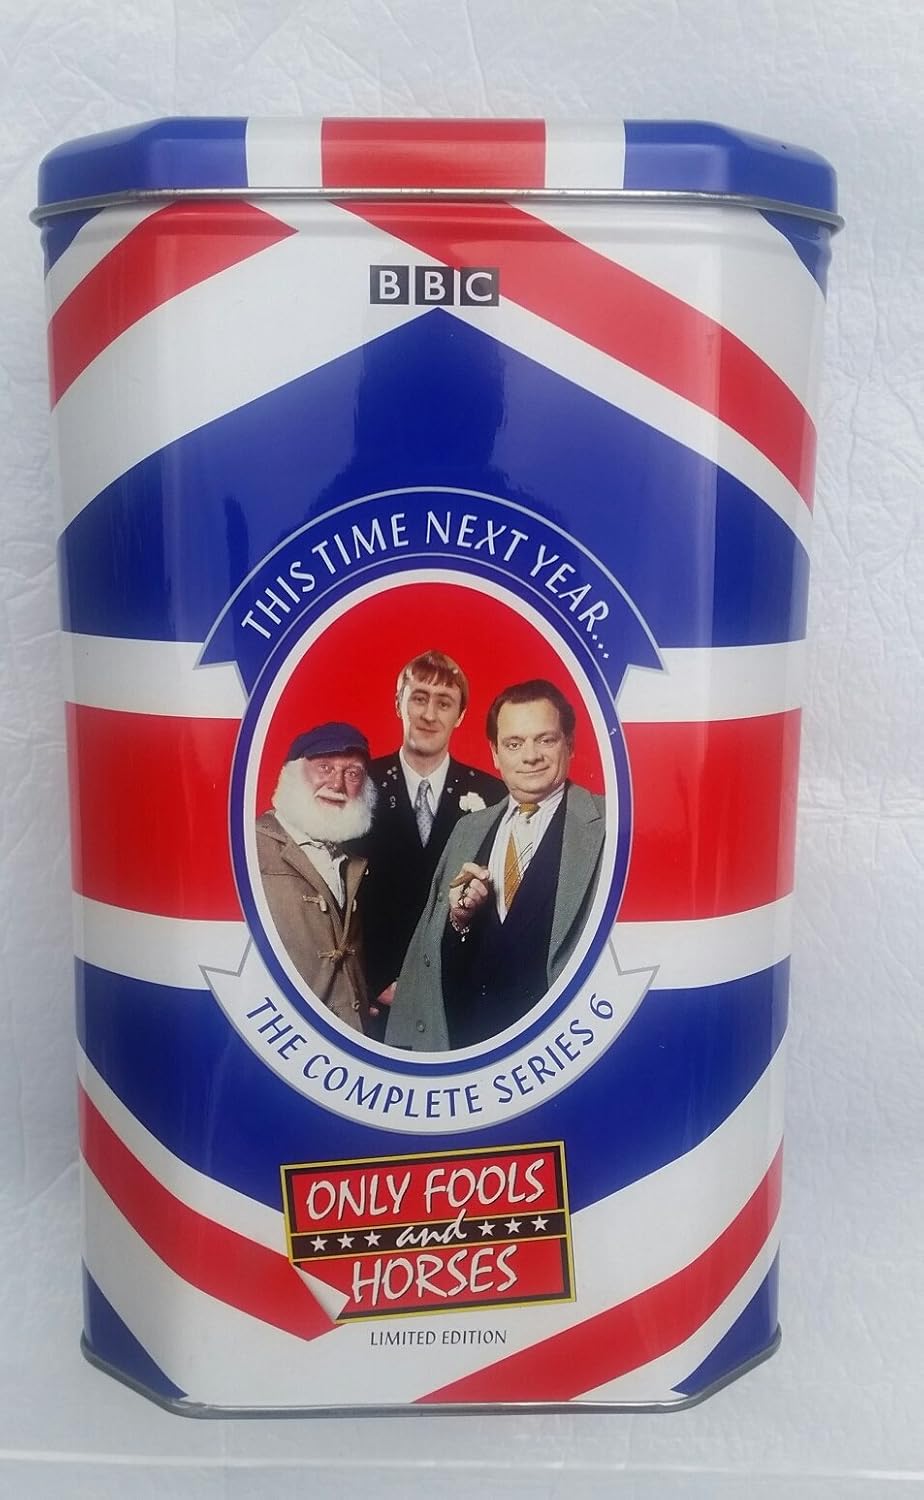 BBC
THIS TIME NEXT YEAR...
THE COMPLETE SERIES 6
ONLY FOOLS
and
HORSES
LIMITED EDITION